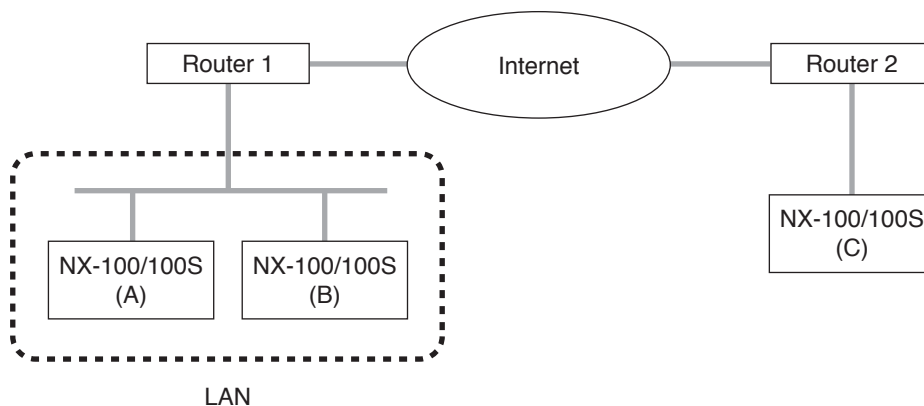 Router 1
Internet
Router 2
NX-100/100S
(A)
NX-100/100S
(B)
NX-100/100S
(C)
LAN